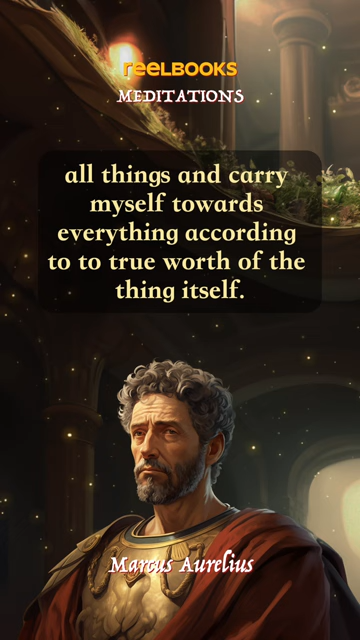 reelBOOKS
MEDITATIONS
all things and carry
myself towards
everything according
to to true worth of the
thing itself.
Marcus Aurelius